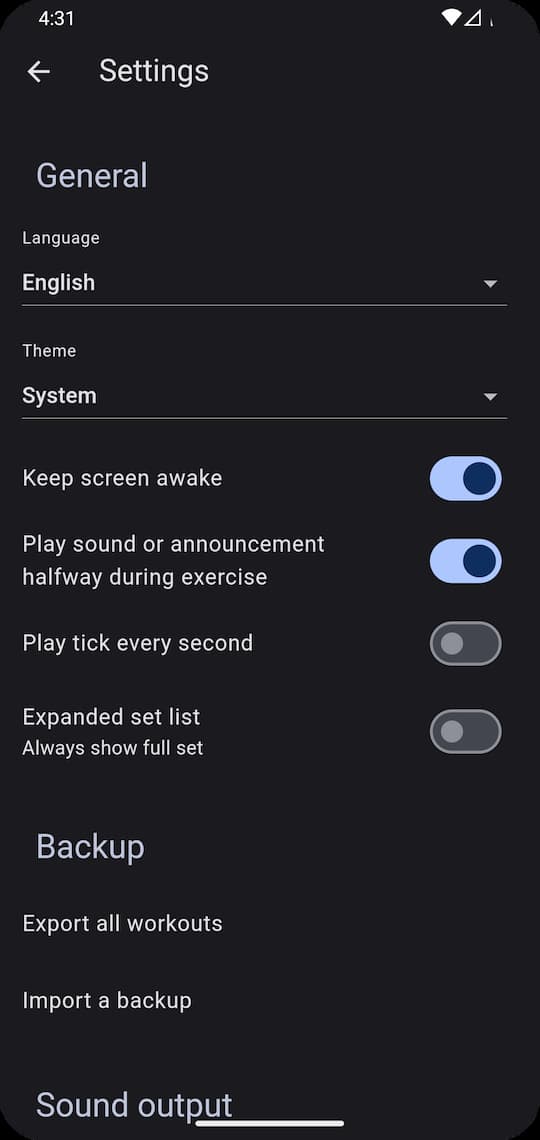 4:31
Settings
General
Language
English
Theme
System
Keep screen awake
Play sound or announcement
halfway during exercise
Play tick every second
Expanded set list
Always show full set
Backup
Export all workouts
Import a backup
Sound output